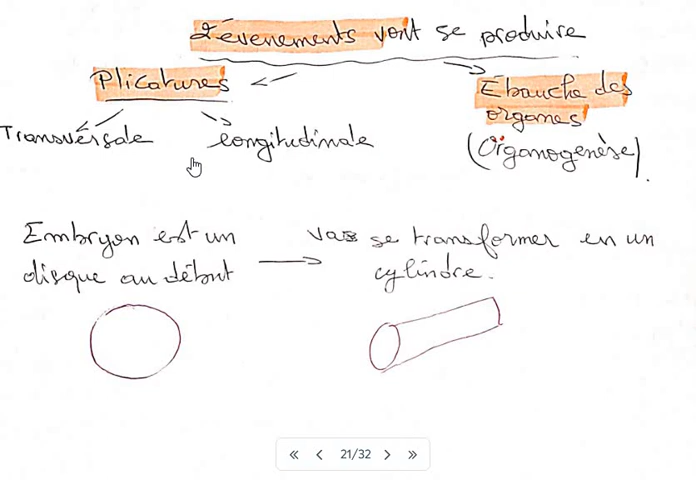 2 évenements vont se produire
Plicatures
Ebauche des
organes
(Organogenèse).
Transversale
longitudinale
Embryon est un
disque au début
vas se transformer en un
cylindre.
21/32